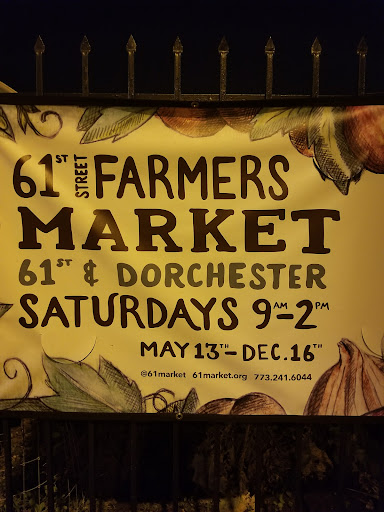 61ST STREET FARMERS
MARKET
61ST & DORCHESTER
SATURDAYS 9AM-2PM
MAY 13TH-DEC.16TH
@61market 61market.org 773.241.6044